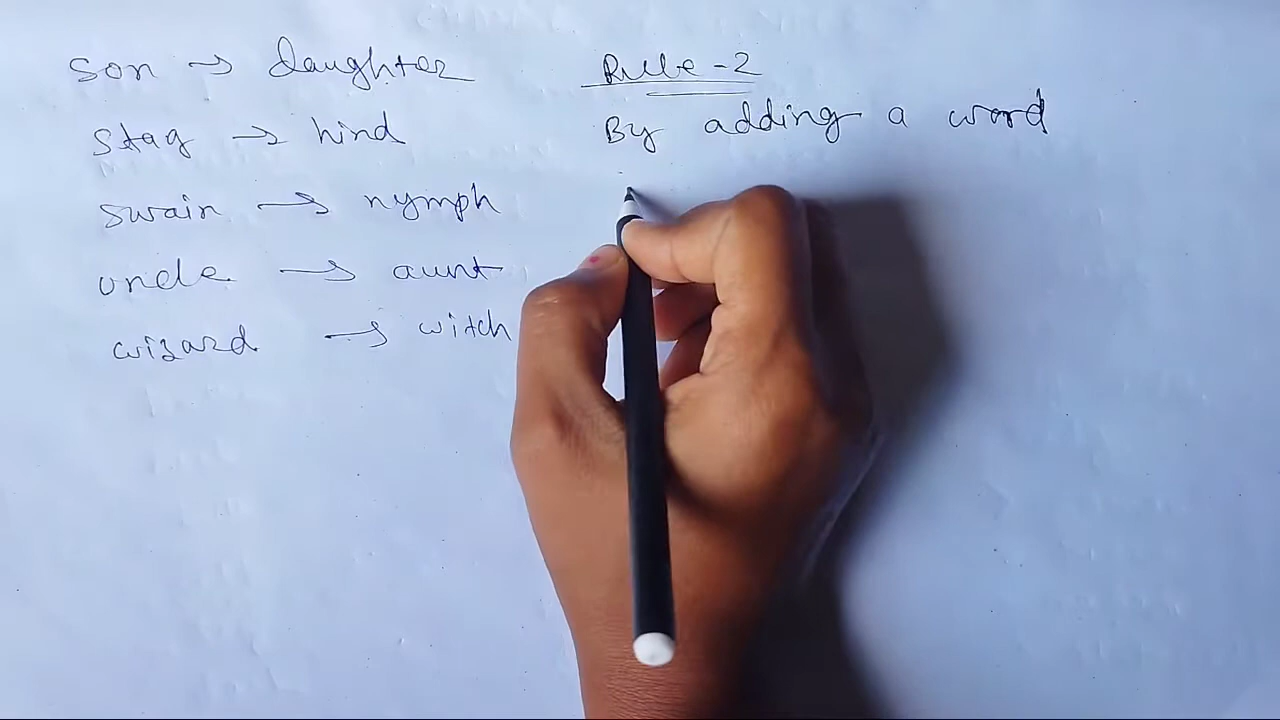 son → daughter
stag → hind
swain → nymph
uncle → aunt
wizard → witch
Rule-2
By adding a word